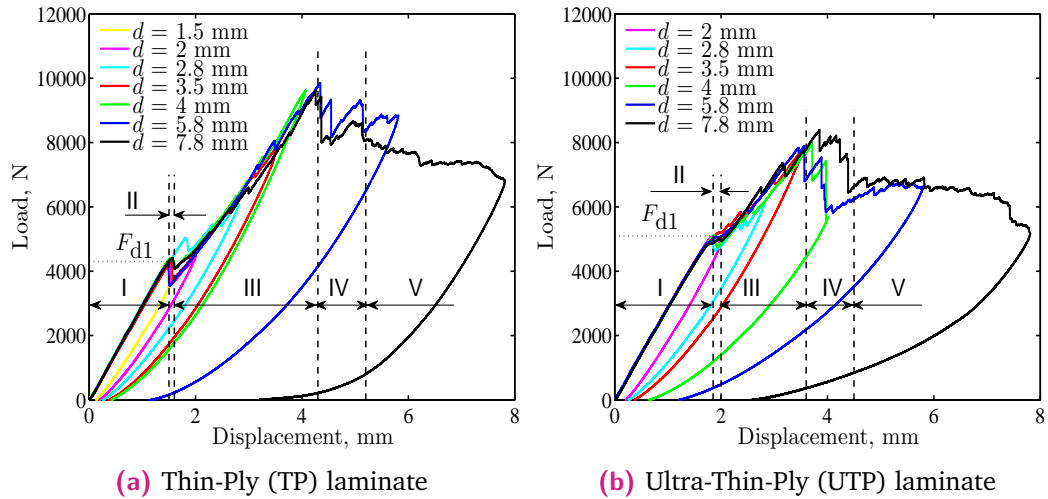 12000
10000
8000
6000
4000
2000
0
Load, N
d = 1.5 mm
d = 2 mm
d = 2.8 mm
d = 3.5 mm
d = 4 mm
d = 5.8 mm
d = 7.8 mm
II
Fd1
I
III
IV
V
0
2
4
6
8
Displacement, mm
(a) Thin-Ply (TP) laminate
12000
10000
8000
6000
4000
2000
0
Load, N
d = 2 mm
d = 2.8 mm
d = 3.5 mm
d = 4 mm
d = 5.8 mm
d = 7.8 mm
II
Fd1
I
III
IV
V
0
2
4
6
8
Displacement, mm
(b) Ultra-Thin-Ply (UTP) laminate